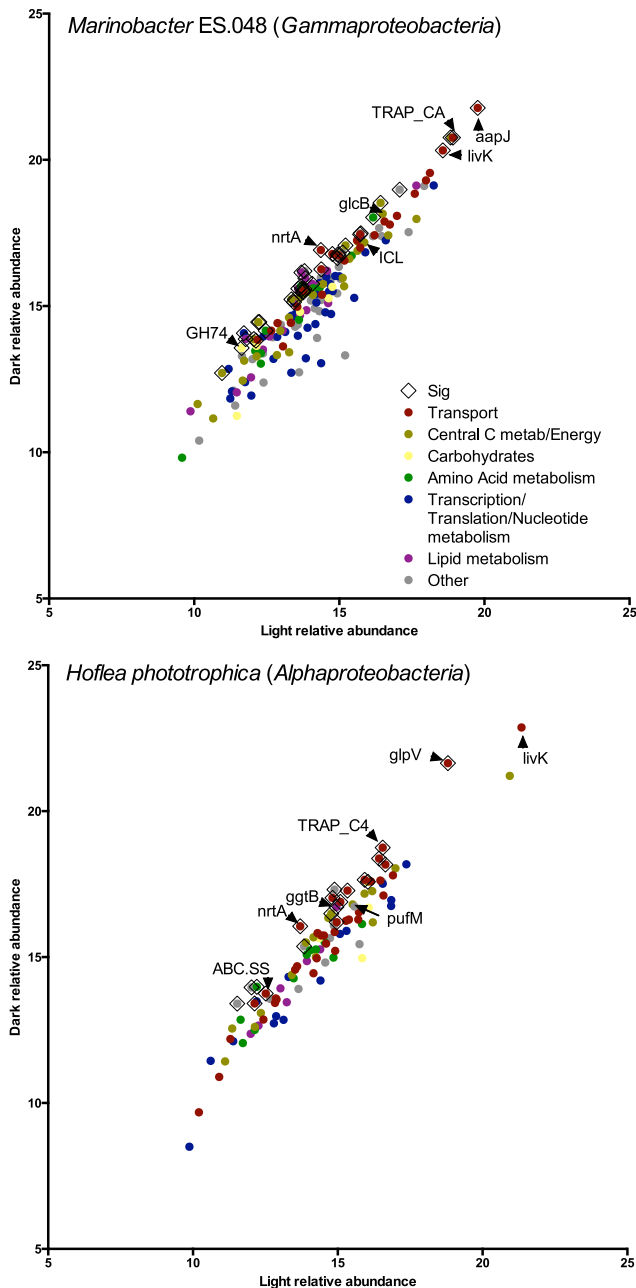 Marinobacter ES.048 (Gammaproteobacteria)
25
20
15
10
5
Dark relative abundance
TRAP_CA
aapJ
livK
glcB
nrtA
ICL
GH74
Sig
Transport
Central C metab/Energy
Carbohydrates
Amino Acid metabolism
Transcription/
Translation/Nucleotide
metabolism
Lipid metabolism
Other
5 10 15 20 25
Light relative abundance
Hoflea phototrophica (Alphaproteobacteria)
25
20
15
10
5
Dark relative abundance
glpV
livK
TRAP_C4
ggtB
nrtA
pufM
ABC.SS
5 10 15 20 25
Light relative abundance